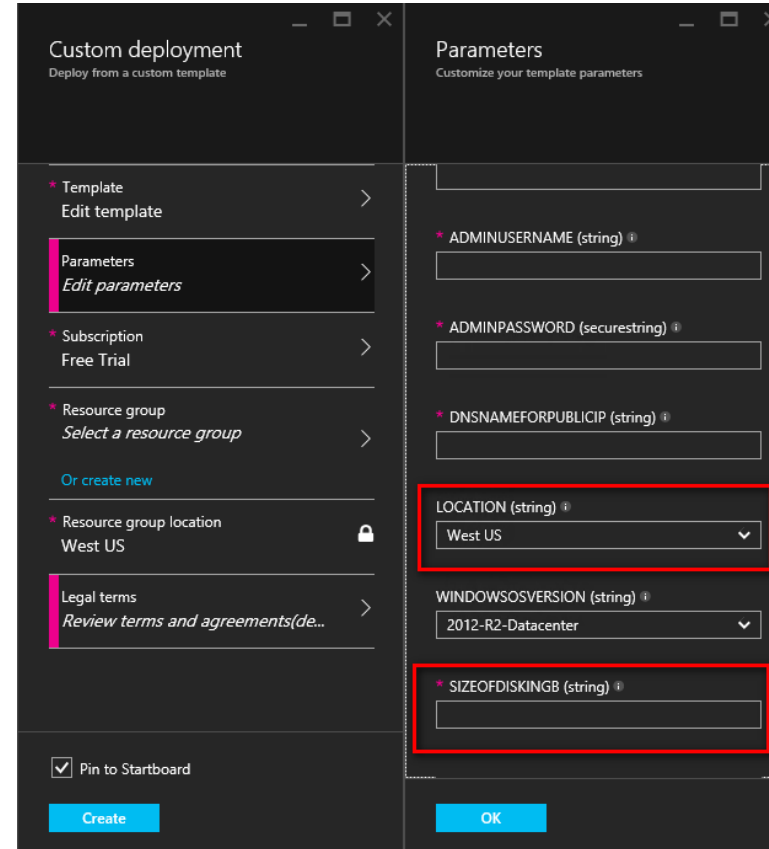 Custom deployment
Deploy from a custom template
* Template
Edit template
Parameters
Edit parameters
* Subscription
Free Trial
* Resource group
Select a resource group
Or create new
* Resource group location
West US
Legal terms
Review terms and agreements(de...
Pin to Startboard
Create
Parameters
Customize your template parameters
* ADMINUSERNAME (string)
* ADMINPASSWORD (securestring)
* DNSNAMEFORPUBLICIP (string)
LOCATION (string)
West US
WINDOWSOSVERSION (string)
2012-R2-Datacenter
* SIZEOFDISKINGB (string)
OK